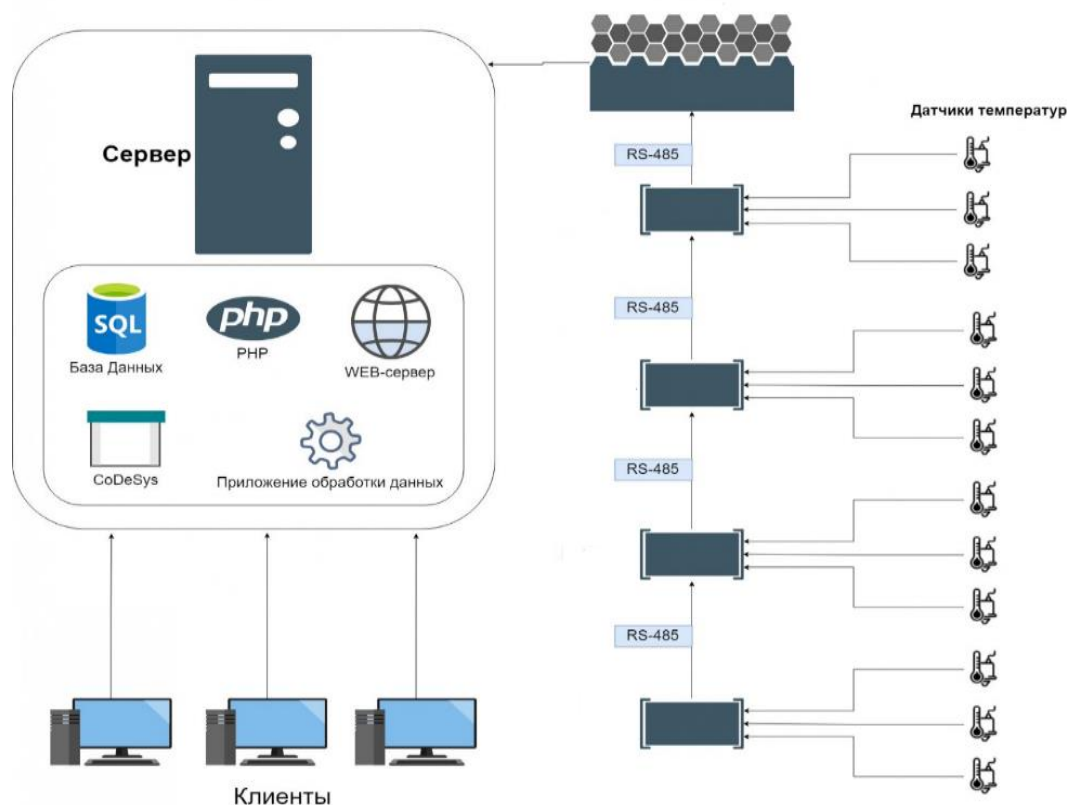 Датчики температур
Сервер
RS-485
SQL
База Данных
php
PHP
WEB-сервер
RS-485
CoDeSys
Приложение обработки данных
RS-485
RS-485
Клиенты